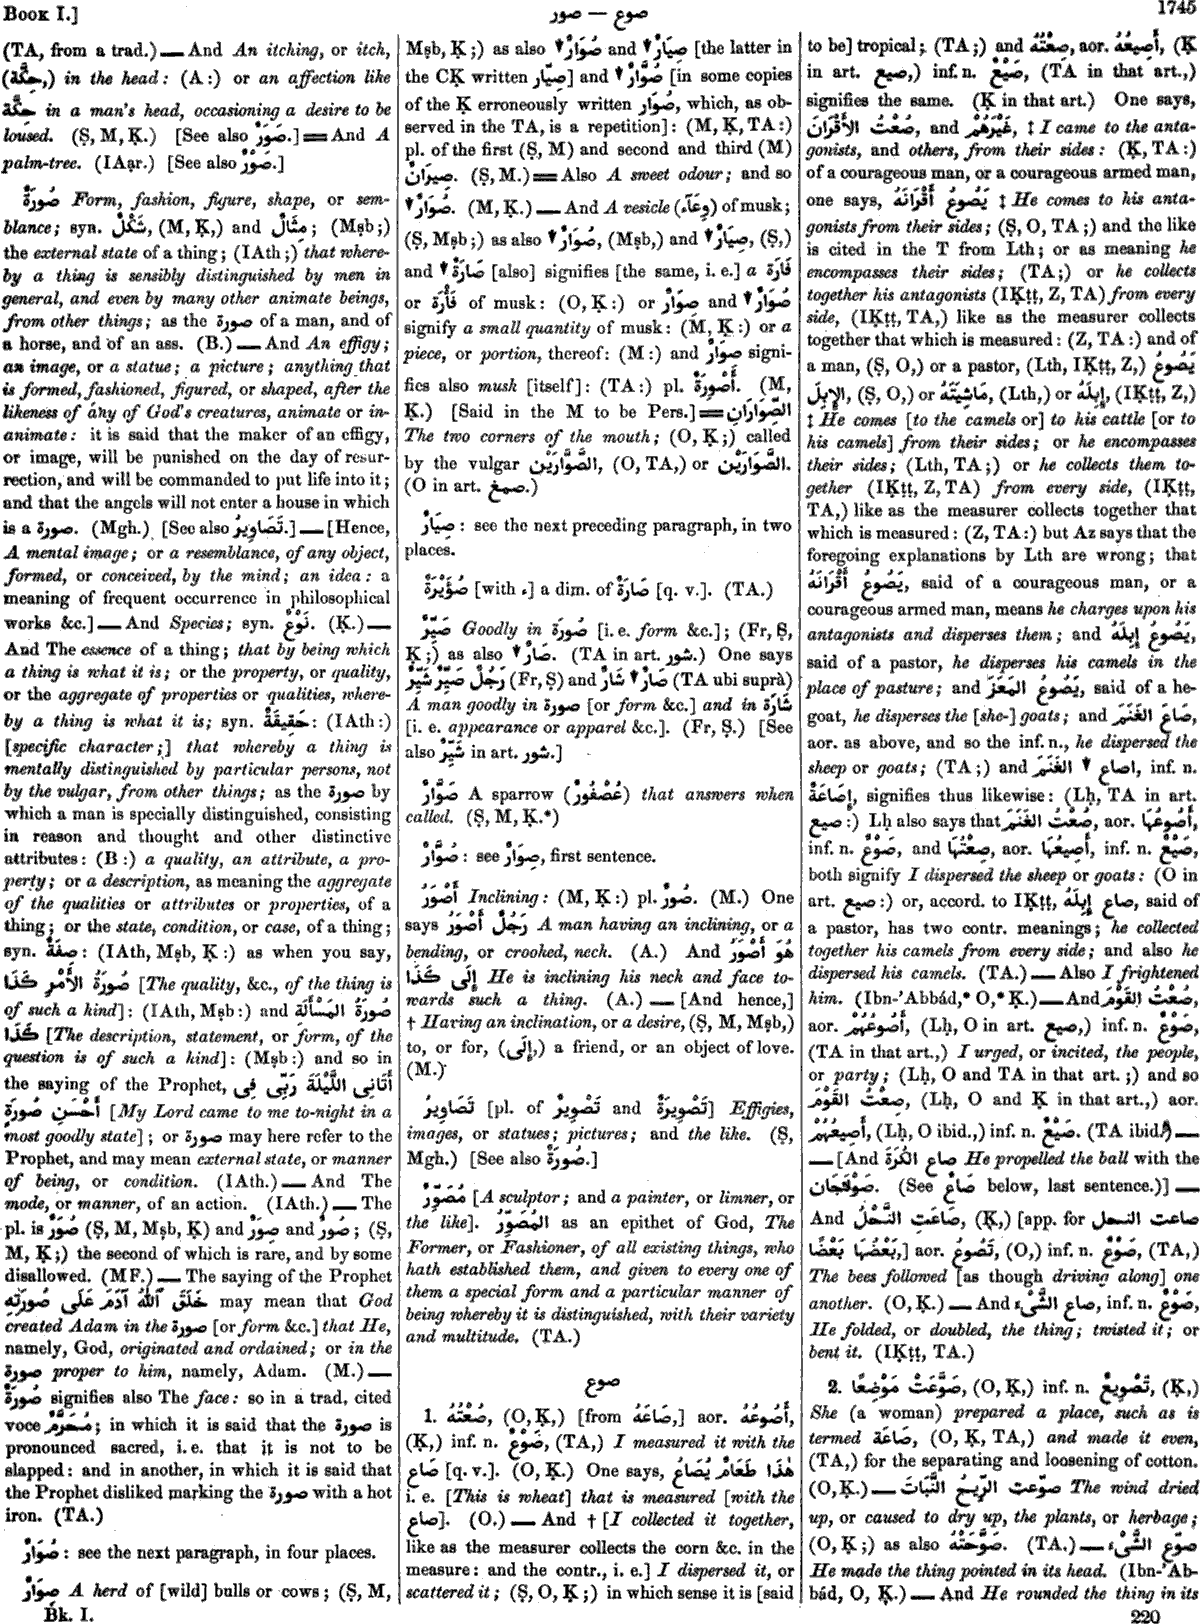 Book I.]
صور — صوع
1745
(TA, from a trad.) — And An itching, or itch,
(حِكَّة,) in the head: (A:) or an affection like
حِكَّة in a man's head, occasioning a desire to be
loused. (Ṣ, M, Ḳ.) [See also صَوَرٌ.] = And A
palm-tree. (IAạr.) [See also صَوْرٌ.]
صُورَةٌ Form, fashion, figure, shape, or sem-
blance; syn. شَكْلٌ, (M, Ḳ,) and مِثَالٌ; (Mṣb;)
the external state of a thing; (IAth;) that where-
by a thing is sensibly distinguished by men in
general, and even by many other animate beings,
from other things; as the صورة of a man, and of
a horse, and of an ass. (B.) — And An effigy;
an image, or a statue; a picture; anything that
is formed, fashioned, figured, or shaped, after the
likeness of any of God's creatures, animate or in-
animate: it is said that the maker of an effigy,
or image, will be punished on the day of resur-
rection, and will be commanded to put life into it;
and that the angels will not enter a house in which
is a صورة. (Mgh.) [See also تَصَاوِيرُ.] — [Hence,
A mental image; or a resemblance, of any object,
formed, or conceived, by the mind; an idea: a
meaning of frequent occurrence in philosophical
works &c.] — And Species; syn. نَوْعٌ. (Ḳ.) —
And The essence of a thing; that by being which
a thing is what it is; or the property, or quality,
or the aggregate of properties or qualities, where-
by a thing is what it is; syn. حَقِيقَةٌ: (IAth:)
[specific character;] that whereby a thing is
mentally distinguished by particular persons, not
by the vulgar, from other things; as the صورة by
which a man is specially distinguished, consisting
in reason and thought and other distinctive
attributes: (B:) a quality, an attribute, a pro-
perty; or a description, as meaning the aggregate
of the qualities or attributes or properties, of a
thing; or the state, condition, or case, of a thing;
syn. صِفَةٌ: (IAth, Mṣb, Ḳ:) as when you say,
صُورَةُ الأَمْرِ كَذَا [The quality, &c., of the thing is
of such a kind]: (IAth, Mṣb:) and صُورَةُ المَسْأَلَةِ
كَذَا [The description, statement, or form, of the
question is of such a kind]: (Mṣb:) and so in
the saying of the Prophet, أَتَانِى اللَّيْلَةَ رَبِّى فِى
أَحْسَنِ صُورَةٍ [My Lord came to me to-night in a
most goodly state]; or صورة may here refer to the
Prophet, and may mean external state, or manner
of being, or condition. (IAth.) — And The
mode, or manner, of an action. (IAth.) — The
pl. is صُوَرٌ (Ṣ, M, Mṣb, Ḳ) and صِوَرٌ and صُورٌ; (Ṣ,
M, Ḳ;) the second of which is rare, and by some
disallowed. (MF.) — The saying of the Prophet
خَلَقَ ٱللّٰهُ آدَمَ عَلَى صُورَتِهِ may mean that God
created Adam in the صورة [or form &c.] that He,
namely, God, originated and ordained; or in the
صورة proper to him, namely, Adam. (M.) —
صُورَةٌ signifies also The face: so in a trad. cited
voce مُحَرَّمٌ; in which it is said that the صورة is
pronounced sacred, i. e. that it is not to be
slapped: and in another, in which it is said that
the Prophet disliked marking the صورة with a hot
iron. (TA.)
صُوَارٌ: see the next paragraph, in four places.
صِوَارٌ A herd of [wild] bulls or cows; (Ṣ, M,
Bk. I.
Mṣb, Ḳ;) as also صُوَارٌ▼ and صِيَارٌ▼ [the latter in
the CḲ written صِيّار] and صُوَّارٌ▼ [in some copies
of the Ḳ erroneously written صُوَار, which, as ob-
served in the TA, is a repetition]: (M, Ḳ, TA:)
pl. of the first (Ṣ, M) and second and third (M)
صِيرَانٌ. (Ṣ, M.) = Also A sweet odour; and so
صُوَارٌ▼. (M, Ḳ.) — And A vesicle (وِعَآء) of musk;
(Ṣ, Mṣb;) as also صُوَارٌ▼, (Mṣb,) and صِيَارٌ▼, (Ṣ,)
and صَارَةٌ▼ [also] signifies [the same, i. e.] a فَارَة
or فَأْرَة of musk: (O, Ḳ:) or صِوَارٌ and صُوَارٌ▼
signify a small quantity of musk: (M, Ḳ:) or a
piece, or portion, thereof: (M:) and صِوَارٌ signi-
fies also musk [itself]: (TA:) pl. أَصْوِرَةٌ. (M,
Ḳ.) [Said in the M to be Pers.] = الصِّوَارَانِ
The two corners of the mouth; (O, Ḳ;) called
by the vulgar الصَّوَّارَيْن, (O, TA,) or الصَّوَارَيْن.
(O in art. صمغ.)
صِيَارٌ: see the next preceding paragraph, in two
places.
صُؤَيْرَةٌ [with ء] a dim. of صَارَةٌ [q. v.]. (TA.)
صَيِّرٌ Goodly in صُورَة [i. e. form &c.]; (Fr, Ṣ,
Ḳ;) as also صَارٌ▼. (TA in art. شور.) One says
رَجُلٌ صَيِّرٌ شَيِّرٌ (Fr, Ṣ) and صَارٌ▼ شَارٌ (TA ubi suprà)
A man goodly in صورة [or form &c.] and in شَارَة
[i. e. appearance or apparel &c.]. (Fr, Ṣ.) [See
also شَيِّرٌ in art. شور.]
صَوَّارٌ A sparrow (عُصْفُورٌ) that answers when
called. (Ṣ, M, Ḳ.*)
صُوَّارٌ: see صِوَارٌ, first sentence.
أَصْوَرُ Inclining: (M, Ḳ:) pl. صُورٌ. (M.) One
says رَجُلٌ أَصْوَرُ A man having an inclining, or a
bending, or crooked, neck. (A.) And هُوَ أَصْوَرُ
إِلَى كَذَا He is inclining his neck and face to-
wards such a thing. (A.) — [And hence,]
† Having an inclination, or a desire, (Ṣ, M, Mṣb,)
to, or for, (إِلَى,) a friend, or an object of love.
(M.)
تَصَاوِيرُ [pl. of تَصْوِيرٌ and تَصْوِيرَةٌ] Effigies,
images, or statues; pictures; and the like. (Ṣ,
Mgh.) [See also صُورَةٌ.]
مُصَوِّرٌ [A sculptor; and a painter, or limner, or
the like]. المُصَوِّرُ as an epithet of God, The
Former, or Fashioner, of all existing things, who
hath established them, and given to every one of
them a special form and a particular manner of
being whereby it is distinguished, with their variety
and multitude. (TA.)
صوع
1. صُعْتُهُ, (O, Ḳ,) [from صَاعَهُ,] aor. أَصُوعُهُ,
(Ḳ,) inf. n. صَوْعٌ, (TA,) I measured it with the
صَاع [q. v.]. (O, Ḳ.) One says, هٰذَا طَعَامٌ يُصَاعُ
i. e. [This is wheat] that is measured [with the
صاع]. (O.) — And † [I collected it together,
like as the measurer collects the corn &c. in the
measure: and the contr., i. e.] I dispersed it, or
scattered it; (Ṣ, O, Ḳ;) in which sense it is [said
to be] tropical; (TA;) and صِعْتُهُ, aor. أَصِيعُهُ, (Ḳ
in art. صيع,) inf. n. صَيْعٌ, (TA in that art.,)
signifies the same. (Ḳ in that art.) One says,
صُعْتُ الأَقْرَانَ, and غَيْرَهُمْ, ‡ I came to the anta-
gonists, and others, from their sides: (Ḳ, TA:)
of a courageous man, or a courageous armed man,
one says, يَصُوعُ أَقْرَانَهُ ‡ He comes to his anta-
gonists from their sides; (Ṣ, O, TA;) and the like
is cited in the T from Lth; or as meaning he
encompasses their sides; (TA;) or he collects
together his antagonists (IḲṭṭ, Z, TA) from every
side, (IḲṭṭ, TA,) like as the measurer collects
together that which is measured: (Z, TA:) and of
a man, (Ṣ, O,) or a pastor, (Lth, IḲṭṭ, Z,) يَصُوعُ
الإِبِلَ, (Ṣ, O,) or مَاشِيَتَهُ, (Lth,) or إِبِلَهُ, (IḲṭṭ, Z,)
‡ He comes [to the camels or] to his cattle [or to
his camels] from their sides; or he encompasses
their sides; (Lth, TA;) or he collects them to-
gether (IḲṭṭ, Z, TA) from every side, (IḲṭṭ,
TA,) like as the measurer collects together that
which is measured: (Z, TA:) but Az says that the
foregoing explanations by Lth are wrong; that
يَصُوعُ أَقْرَانَهُ, said of a courageous man, or a
courageous armed man, means he charges upon his
antagonists and disperses them; and يَصُوعُ إِبِلَهُ,
said of a pastor, he disperses his camels in the
place of pasture; and يَصُوعُ المَعَزَ, said of a he-
goat, he disperses the [she-] goats; and صَاعَ الغَنَمَ,
aor. as above, and so the inf. n., he dispersed the
sheep or goats; (TA;) and اصاع▼ الغَنَمَ, inf. n.
إِصَاعَةٌ, signifies thus likewise: (Lḥ, TA in art.
صيع:) Lḥ also says that صُعْتُ الغَنَمَ, aor. أَصُوعُهَا,
inf. n. صَوْعٌ, and صِعْتُهَا, aor. أَصِيعُهَا, inf. n. صَيْعٌ,
both signify I dispersed the sheep or goats: (O in
art. صيع:) or, accord. to IḲṭṭ, صاع إِبِلَهُ, said of
a pastor, has two contr. meanings; he collected
together his camels from every side; and also he
dispersed his camels. (TA.) — Also I frightened
him. (Ibn-'Abbád,* O,* Ḳ.) — And صُعْتُ القَوْمَ,
aor. أَصُوعُهُمْ, (Lḥ, O in art. صيع,) inf. n. صَوْعٌ,
(TA in that art.,) I urged, or incited, the people,
or party; (Lḥ, O and TA in that art.;) and so
صِعْتُ القَوْمَ, (Lḥ, O and Ḳ in that art.,) aor.
أَصِيعُهُمْ, (Lḥ, O ibid.,) inf. n. صَيْعٌ. (TA ibid.) —
— [And صاع الكُرَةَ He propelled the ball with the
صَوْلَجَان. (See صَاعٌ below, last sentence.)] —
And صَاعَتِ النَّحْلُ, (Ḳ,) [app. for صاعت النحل
بَعْضُهَا بَعْضًا,] aor. تَصُوعُ, (O,) inf. n. صَوْعٌ, (TA,)
The bees followed [as though driving along] one
another. (O, Ḳ.) — And صاع الشَّىْءَ, inf. n. صَوْعٌ,
He folded, or doubled, the thing; twisted it; or
bent it. (IḲṭṭ, TA.)
2. صَوَّعَتْ مَوْضِعًا, (O, Ḳ,) inf. n. تَصْوِيعٌ, (Ḳ,)
She (a woman) prepared a place, such as is
termed صَاعَة, (O, Ḳ, TA,) and made it even,
(TA,) for the separating and loosening of cotton.
(O, Ḳ.) — صوّعت الرِّيحُ النَّبَاتَ The wind dried
up, or caused to dry up, the plants, or herbage;
(O, Ḳ;) as also صَوَّحَتْهُ. (TA.) — صوّع الشَّىْءَ
He made the thing pointed in its head. (Ibn-'Ab-
bád, O, Ḳ.) — And He rounded the thing in its
220